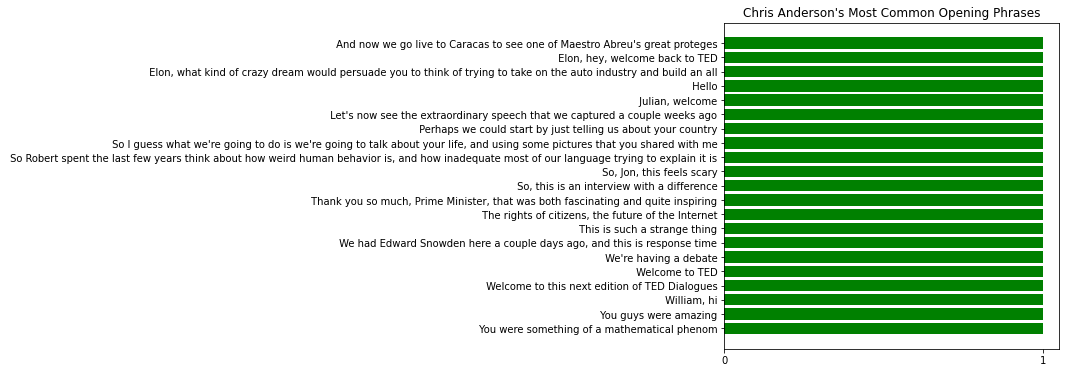 Chris Anderson's Most Common Opening Phrases
And now we go live to Caracas to see one of Maestro Abreu's great proteges
Elon, hey, welcome back to TED
Elon, what kind of crazy dream would persuade you to think of trying to take on the auto industry and build an all
Hello
Julian, welcome
Let's now see the extraordinary speech that we captured a couple weeks ago
Perhaps we could start by just telling us about your country
So I guess what we're going to do is we're going to talk about your life, and using some pictures that you shared with me
So Robert spent the last few years think about how weird human behavior is, and how inadequate most of our language trying to explain it is
So, Jon, this feels scary
So, this is an interview with a difference
Thank you so much, Prime Minister, that was both fascinating and quite inspiring
The rights of citizens, the future of the Internet
This is such a strange thing
We had Edward Snowden here a couple days ago, and this is response time
We're having a debate
Welcome to TED
Welcome to this next edition of TED Dialogues
William, hi
You guys were amazing
You were something of a mathematical phenom
0 1